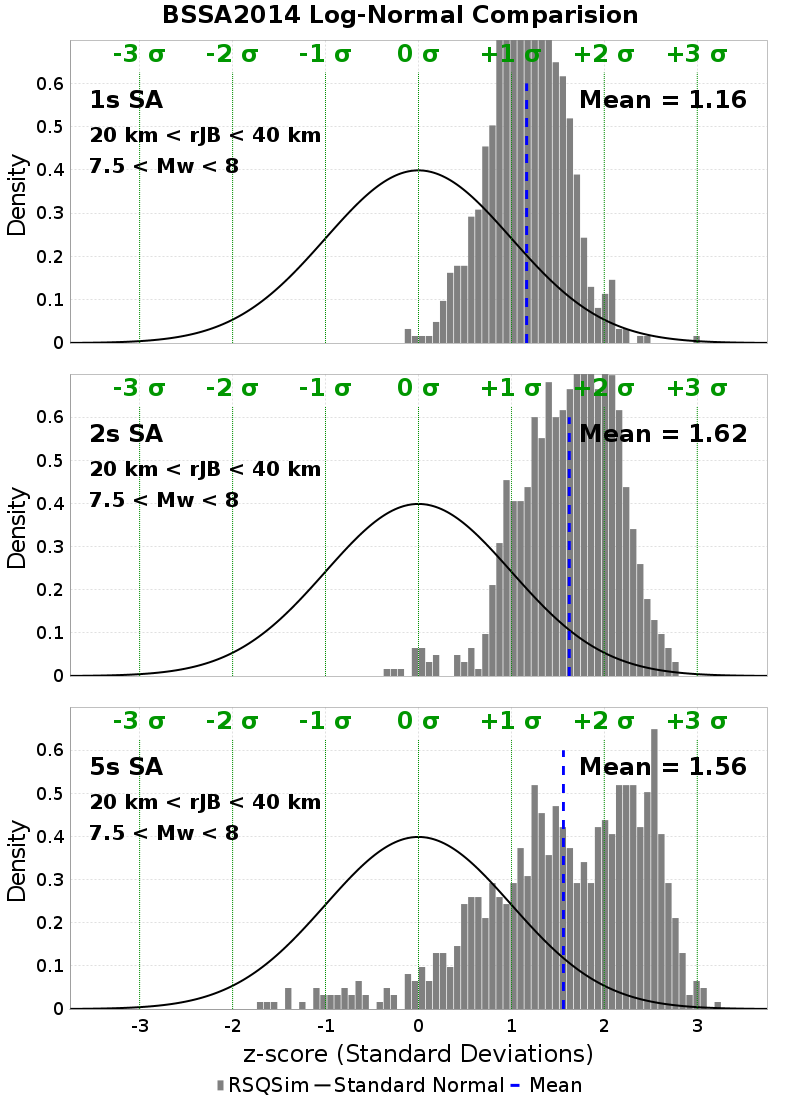 BSSA2014 Log-Normal Comparision
-3 σ -2 σ -1 σ 0 σ +1 σ +2 σ +3 σ
1s SA
Mean = 1.16
20 km < rJB < 40 km
7.5 < Mw < 8
Density
0.6
0.5
0.4
0.3
0.2
0.1
0
-3 σ -2 σ -1 σ 0 σ +1 σ +2 σ +3 σ
2s SA
Mean = 1.62
20 km < rJB < 40 km
7.5 < Mw < 8
Density
0.6
0.5
0.4
0.3
0.2
0.1
0
-3 σ -2 σ -1 σ 0 σ +1 σ +2 σ +3 σ
5s SA
Mean = 1.56
20 km < rJB < 40 km
7.5 < Mw < 8
Density
0.6
0.5
0.4
0.3
0.2
0.1
0
-3 -2 -1 0 1 2 3
z-score (Standard Deviations)
RSQSim Standard Normal Mean